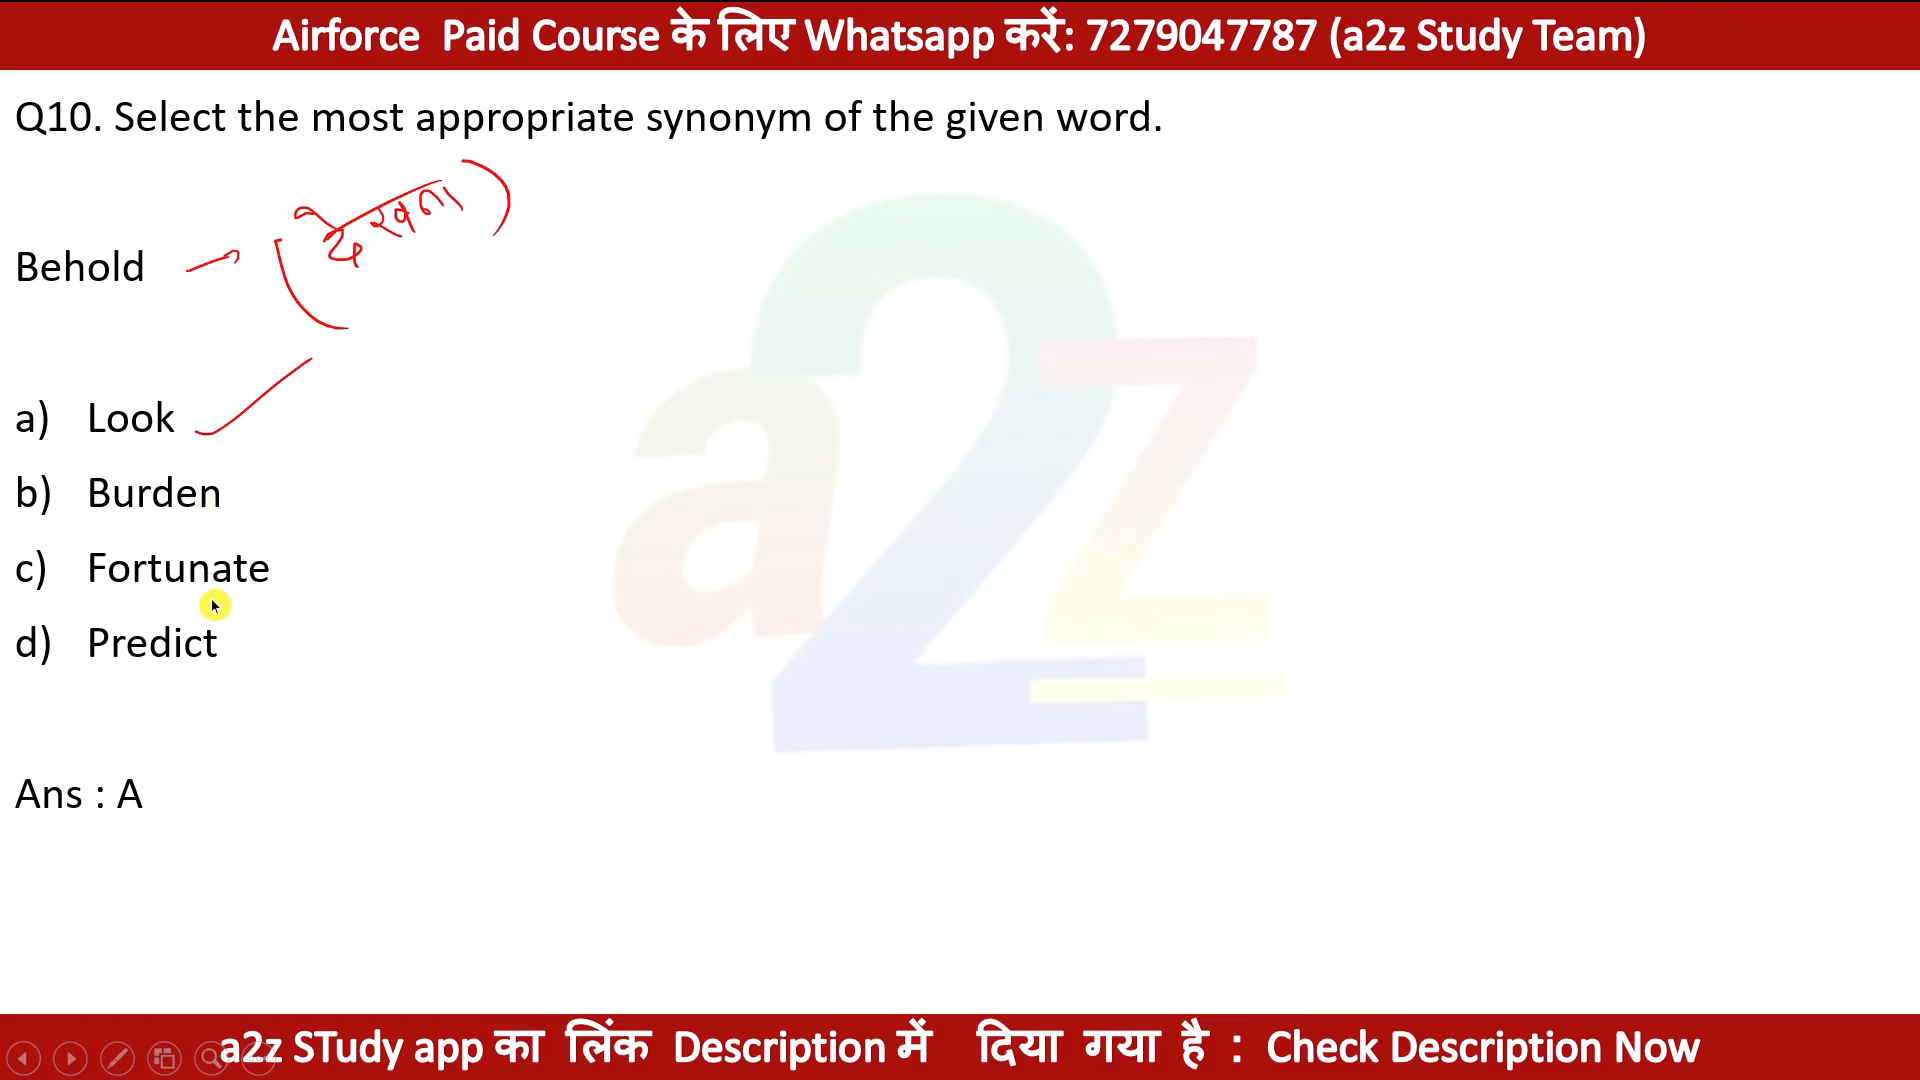 Airforce Paid Course के लिए Whatsapp करें: 7279047787 (a2z Study Team)
Q10. Select the most appropriate synonym of the given word.
Behold → (देखना)
a) Look
b) Burden
c) Fortunate
d) Predict
Ans : A
a2z
a2z STudy app का लिंक Description में दिया गया है : Check Description Now